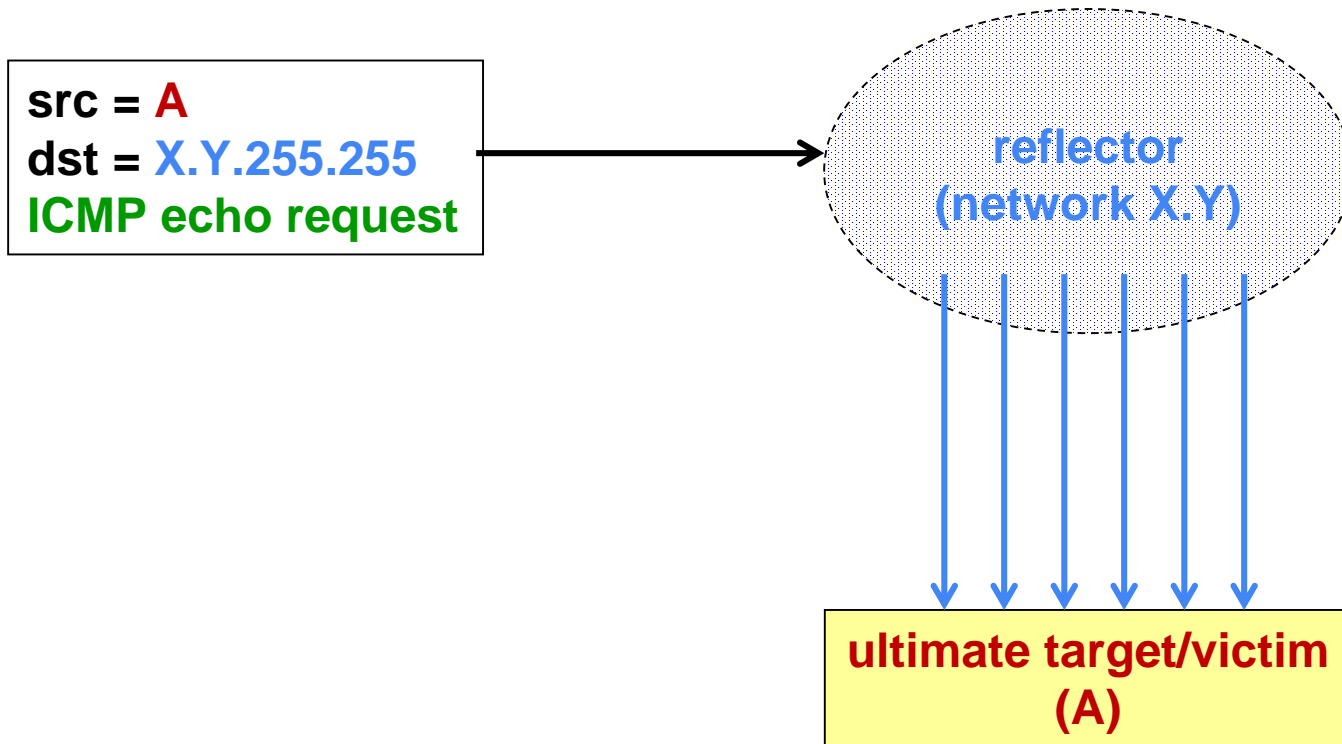 src = A
dst = X.Y.255.255
ICMP echo request
reflector
(network X.Y)
ultimate target/victim
(A)